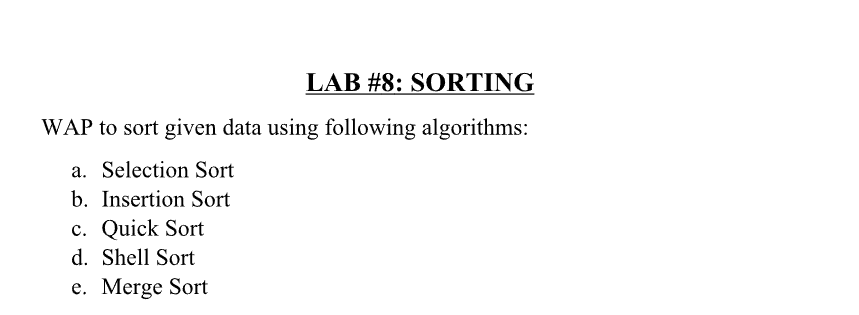 LAB #8: SORTING
WAP to sort given data using following algorithms:
a. Selection Sort
b. Insertion Sort
c. Quick Sort
d. Shell Sort
e. Merge Sort